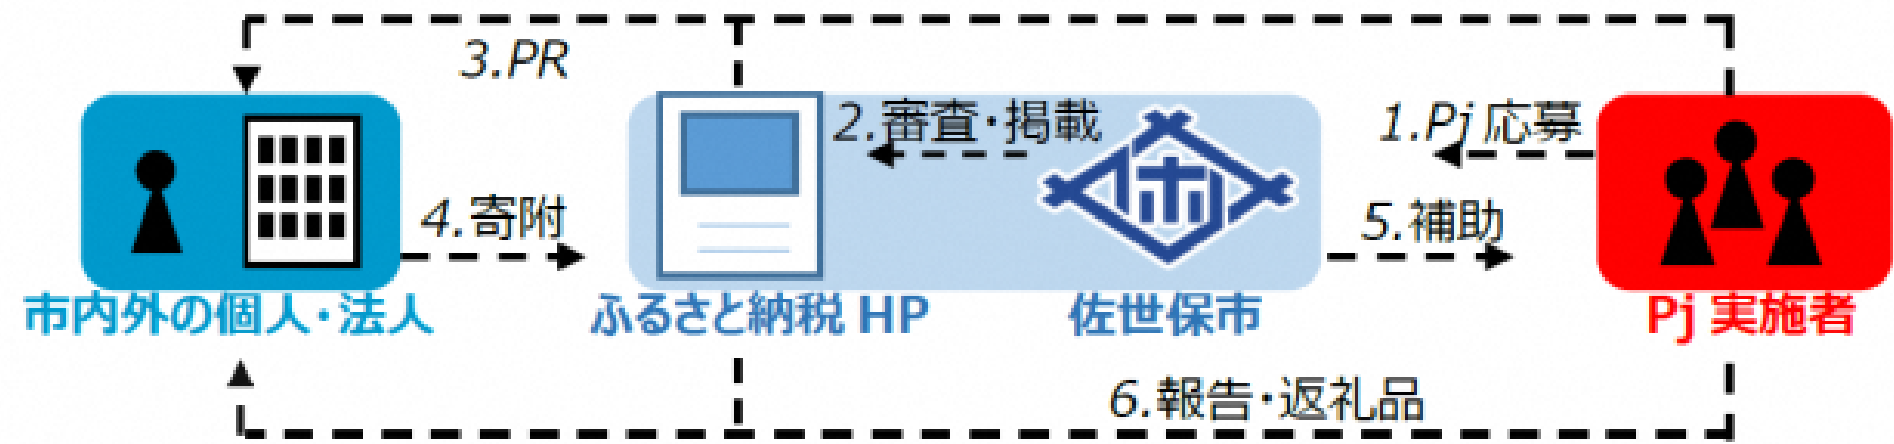 3.PR
2.審査・掲載
1.Pj 応募
4.寄附
5.補助
市内外の個人・法人
ふるさと納税 HP
佐世保市
Pj 実施者
6.報告・返礼品